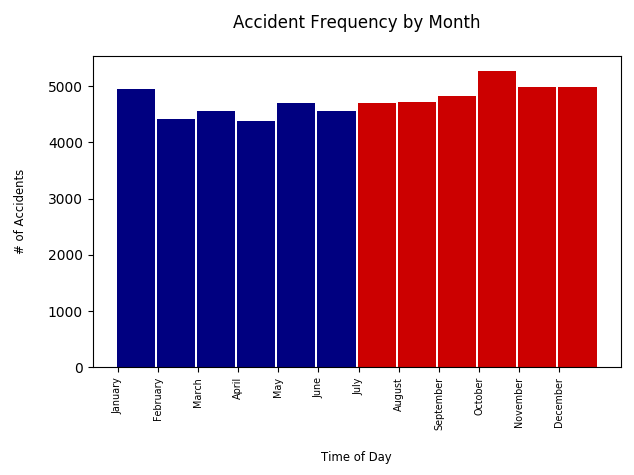 Accident Frequency by Month
# of Accidents
5000
4000
3000
2000
1000
0
January
February
March
April
May
June
July
August
September
October
November
December
Time of Day